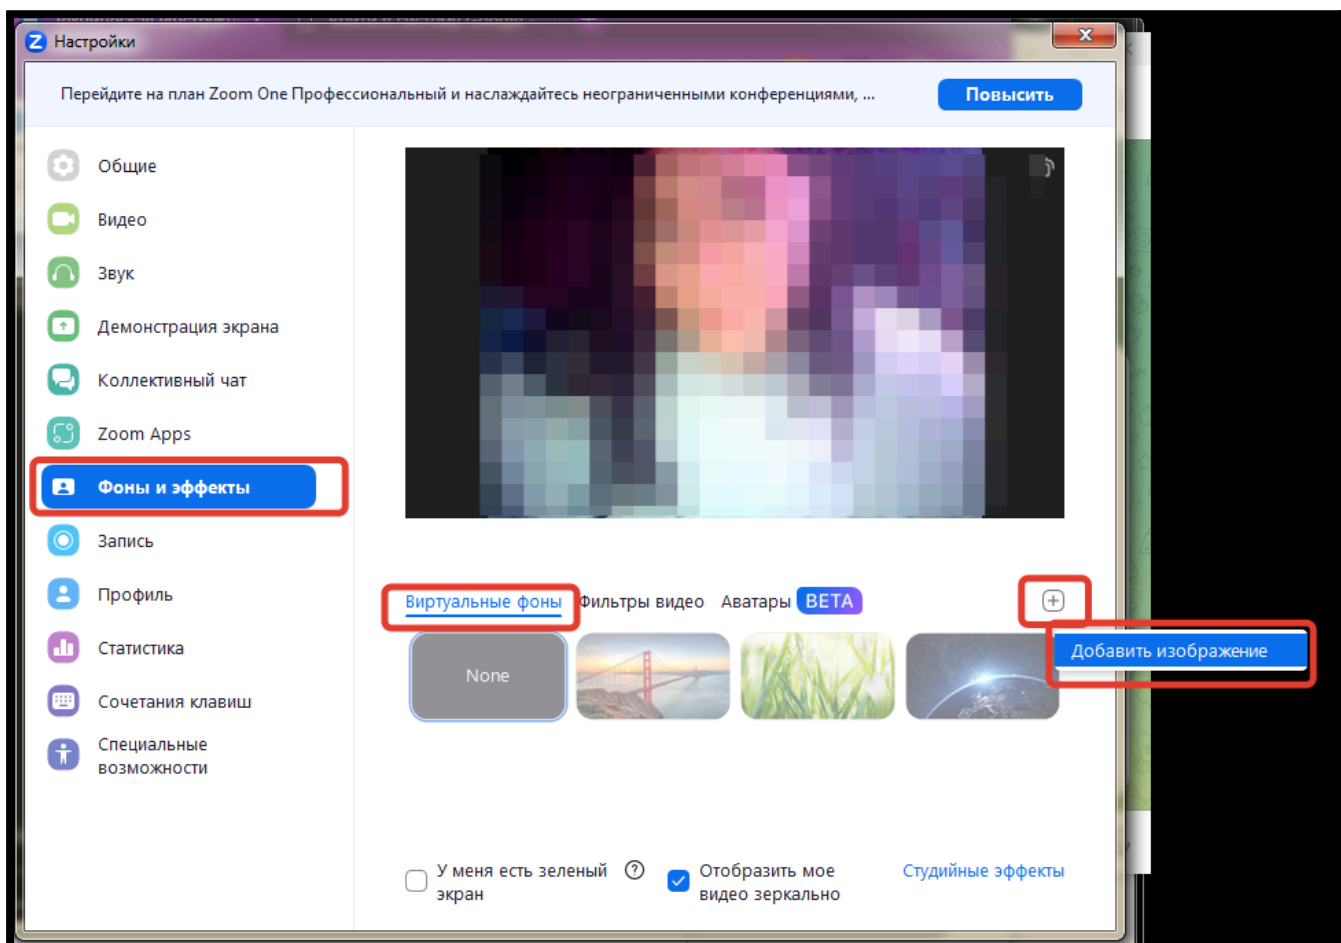 Настройки
Перейдите на план Zoom One Профессиональный и наслаждайтесь неограниченными конференциями, ...
Повысить
Общие
Видео
Звук
Демонстрация экрана
Коллективный чат
Zoom Apps
Фоны и эффекты
Запись
Профиль
Статистика
Сочетания клавиш
Специальные
возможности
Виртуальные фоны
Фильтры видео
Аватары
BETA
Добавить изображение
None
У меня есть зеленый
экран
Отобразить мое
видео зеркально
Студийные эффекты